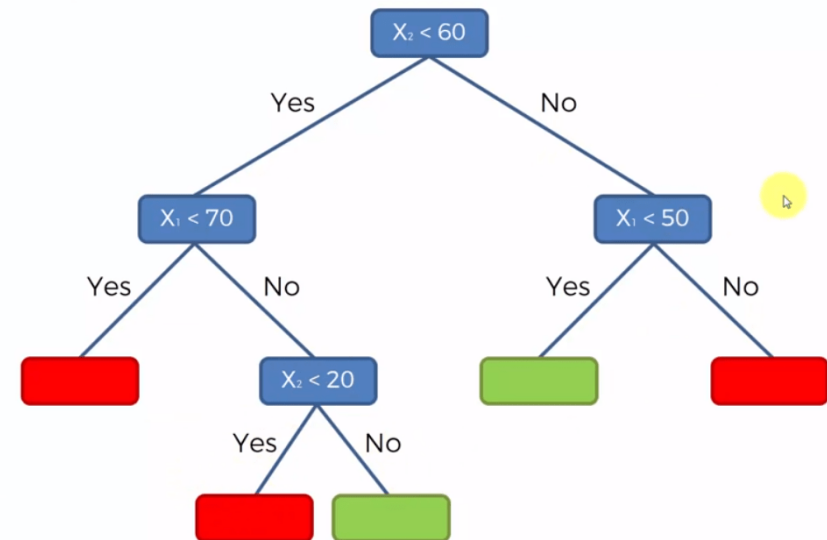 X₂ < 60
Yes
No
X₁ < 70
X₁ < 50
Yes
No
Yes
No
X₂ < 20
Yes
No